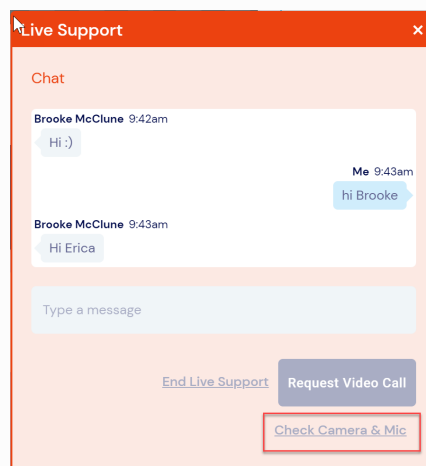 Live Support ×
Chat
Brooke McClune 9:42am
Hi :)
Me 9:43am
hi Brooke
Brooke McClune 9:43am
Hi Erica
Type a message
End Live Support Request Video Call
Check Camera & Mic